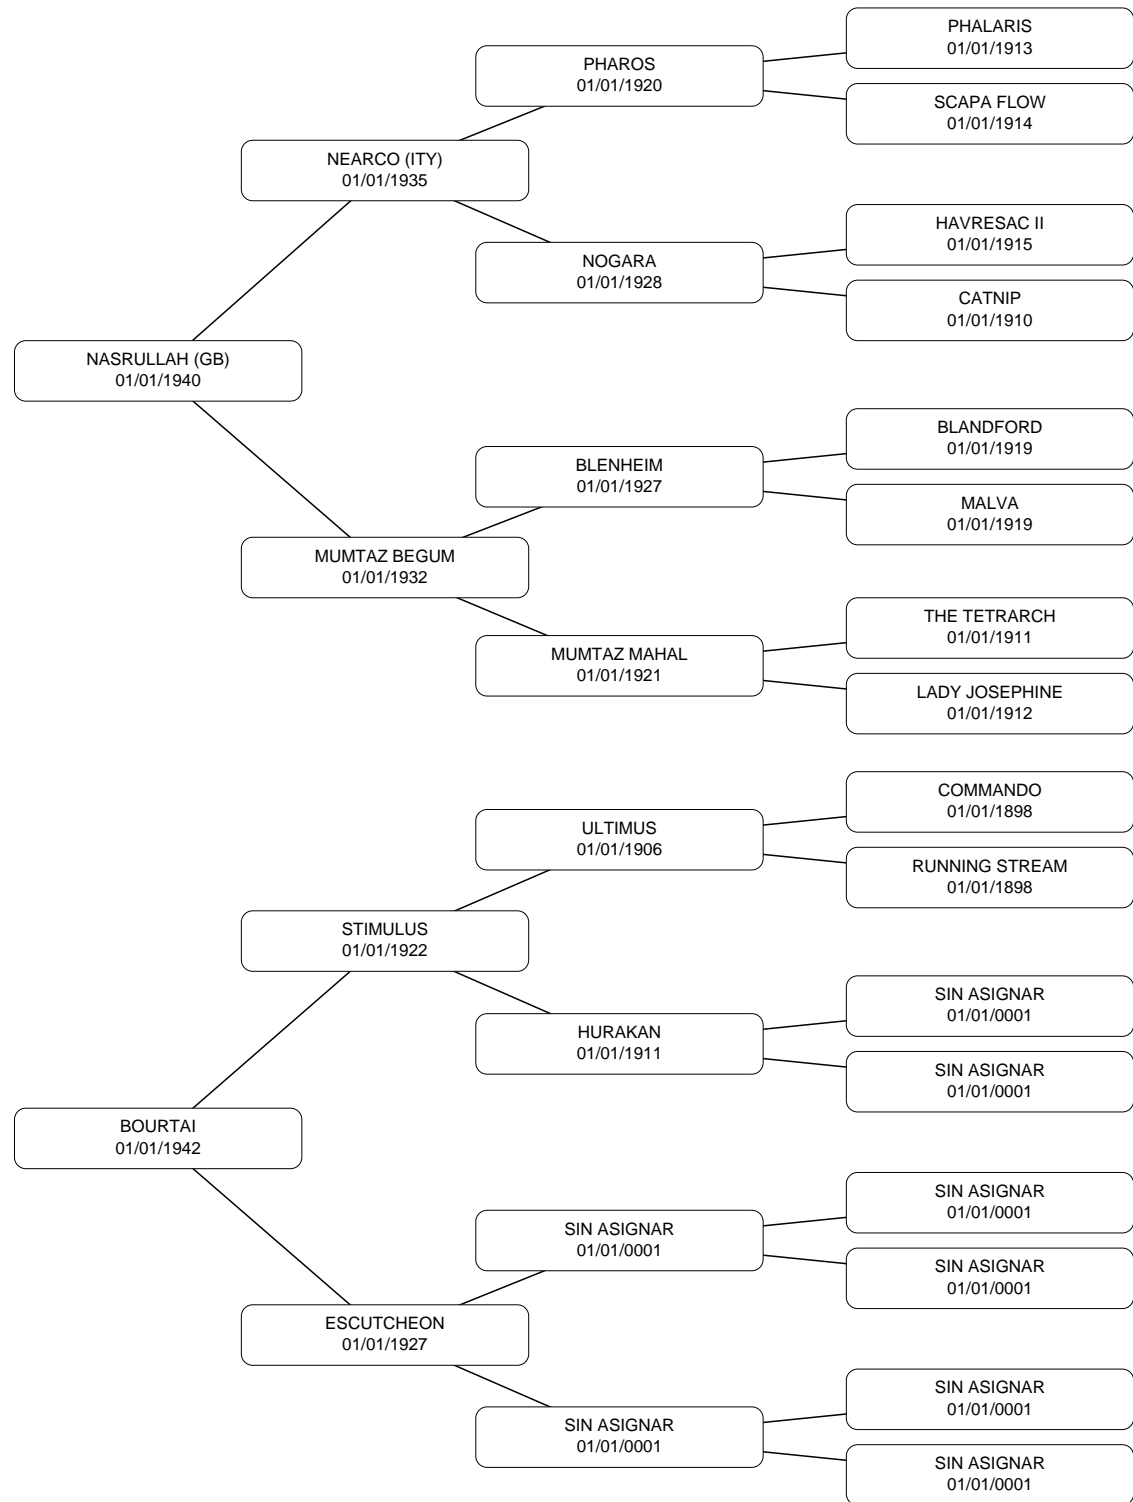 PHALARIS
01/01/1913
PHAROS
01/01/1920
SCAPA FLOW
01/01/1914
NEARCO (ITY)
01/01/1935
HAVRESAC II
01/01/1915
NOGARA
01/01/1928
CATNIP
01/01/1910
NASRULLAH (GB)
01/01/1940
BLANDFORD
01/01/1919
BLENHEIM
01/01/1927
MALVA
01/01/1919
MUMTAZ BEGUM
01/01/1932
THE TETRARCH
01/01/1911
MUMTAZ MAHAL
01/01/1921
LADY JOSEPHINE
01/01/1912
COMMANDO
01/01/1898
ULTIMUS
01/01/1906
RUNNING STREAM
01/01/1898
STIMULUS
01/01/1922
SIN ASIGNAR
01/01/0001
HURAKAN
01/01/1911
SIN ASIGNAR
01/01/0001
BOURTAI
01/01/1942
SIN ASIGNAR
01/01/0001
SIN ASIGNAR
01/01/0001
SIN ASIGNAR
01/01/0001
ESCUTCHEON
01/01/1927
SIN ASIGNAR
01/01/0001
SIN ASIGNAR
01/01/0001
SIN ASIGNAR
01/01/0001